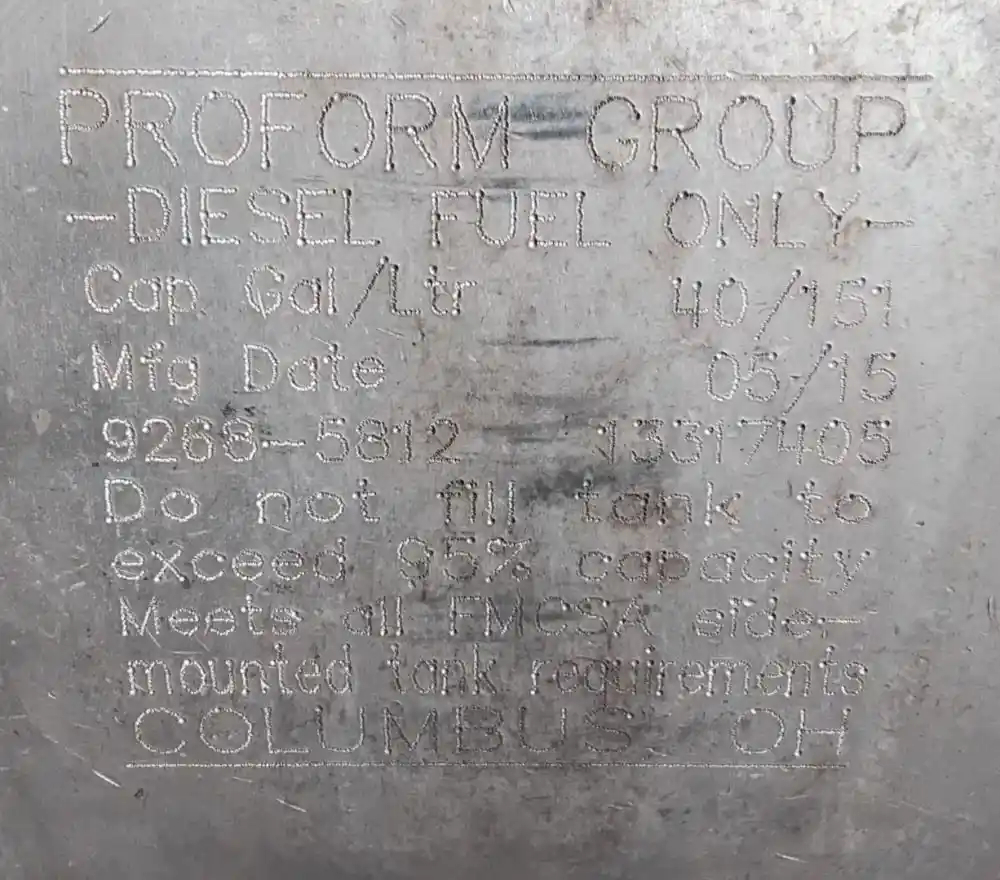 PROFORM GROUP
-DIESEL FUEL ONLY-
Cap Gal/Ltr 40/151
Mfg Date 05/15
9268-5812 13317405
Do not fill tank to
exceed 95% capacity
Meets all FMCSA side-
mounted tank requirements
COLUMBUS, OH